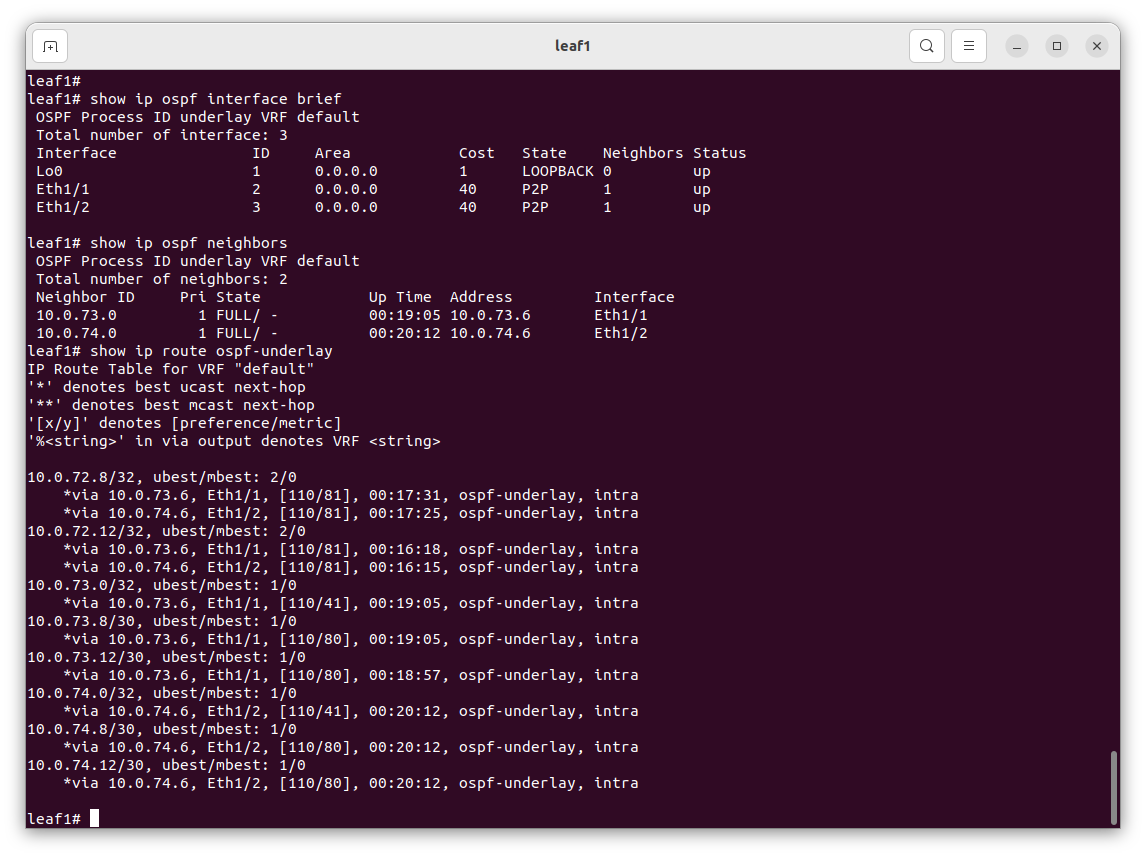 leaf1
leaf1#
leaf1# show ip ospf interface brief
 OSPF Process ID underlay VRF default
 Total number of interface: 3
 Interface               ID     Area            Cost   State    Neighbors Status
 Lo0                     1      0.0.0.0         1      LOOPBACK 0         up
 Eth1/1                  2      0.0.0.0         40     P2P      1         up
 Eth1/2                  3      0.0.0.0         40     P2P      1         up
leaf1# show ip ospf neighbors
 OSPF Process ID underlay VRF default
 Total number of neighbors: 2
 Neighbor ID     Pri State            Up Time  Address         Interface
 10.0.73.0         1 FULL/ -          00:19:05 10.0.73.6       Eth1/1
 10.0.74.0         1 FULL/ -          00:20:12 10.0.74.6       Eth1/2
leaf1# show ip route ospf-underlay
IP Route Table for VRF "default"
'*' denotes best ucast next-hop
'**' denotes best mcast next-hop
'[x/y]' denotes [preference/metric]
'%<string>' in via output denotes VRF <string>
10.0.72.8/32, ubest/mbest: 2/0
    *via 10.0.73.6, Eth1/1, [110/81], 00:17:31, ospf-underlay, intra
    *via 10.0.74.6, Eth1/2, [110/81], 00:17:25, ospf-underlay, intra
10.0.72.12/32, ubest/mbest: 2/0
    *via 10.0.73.6, Eth1/1, [110/81], 00:16:18, ospf-underlay, intra
    *via 10.0.74.6, Eth1/2, [110/81], 00:16:15, ospf-underlay, intra
10.0.73.0/32, ubest/mbest: 1/0
    *via 10.0.73.6, Eth1/1, [110/41], 00:19:05, ospf-underlay, intra
10.0.73.8/30, ubest/mbest: 1/0
    *via 10.0.73.6, Eth1/1, [110/80], 00:19:05, ospf-underlay, intra
10.0.73.12/30, ubest/mbest: 1/0
    *via 10.0.73.6, Eth1/1, [110/80], 00:18:57, ospf-underlay, intra
10.0.74.0/32, ubest/mbest: 1/0
    *via 10.0.74.6, Eth1/2, [110/41], 00:20:12, ospf-underlay, intra
10.0.74.8/30, ubest/mbest: 1/0
    *via 10.0.74.6, Eth1/2, [110/80], 00:20:12, ospf-underlay, intra
10.0.74.12/30, ubest/mbest: 1/0
    *via 10.0.74.6, Eth1/2, [110/80], 00:20:12, ospf-underlay, intra
leaf1#